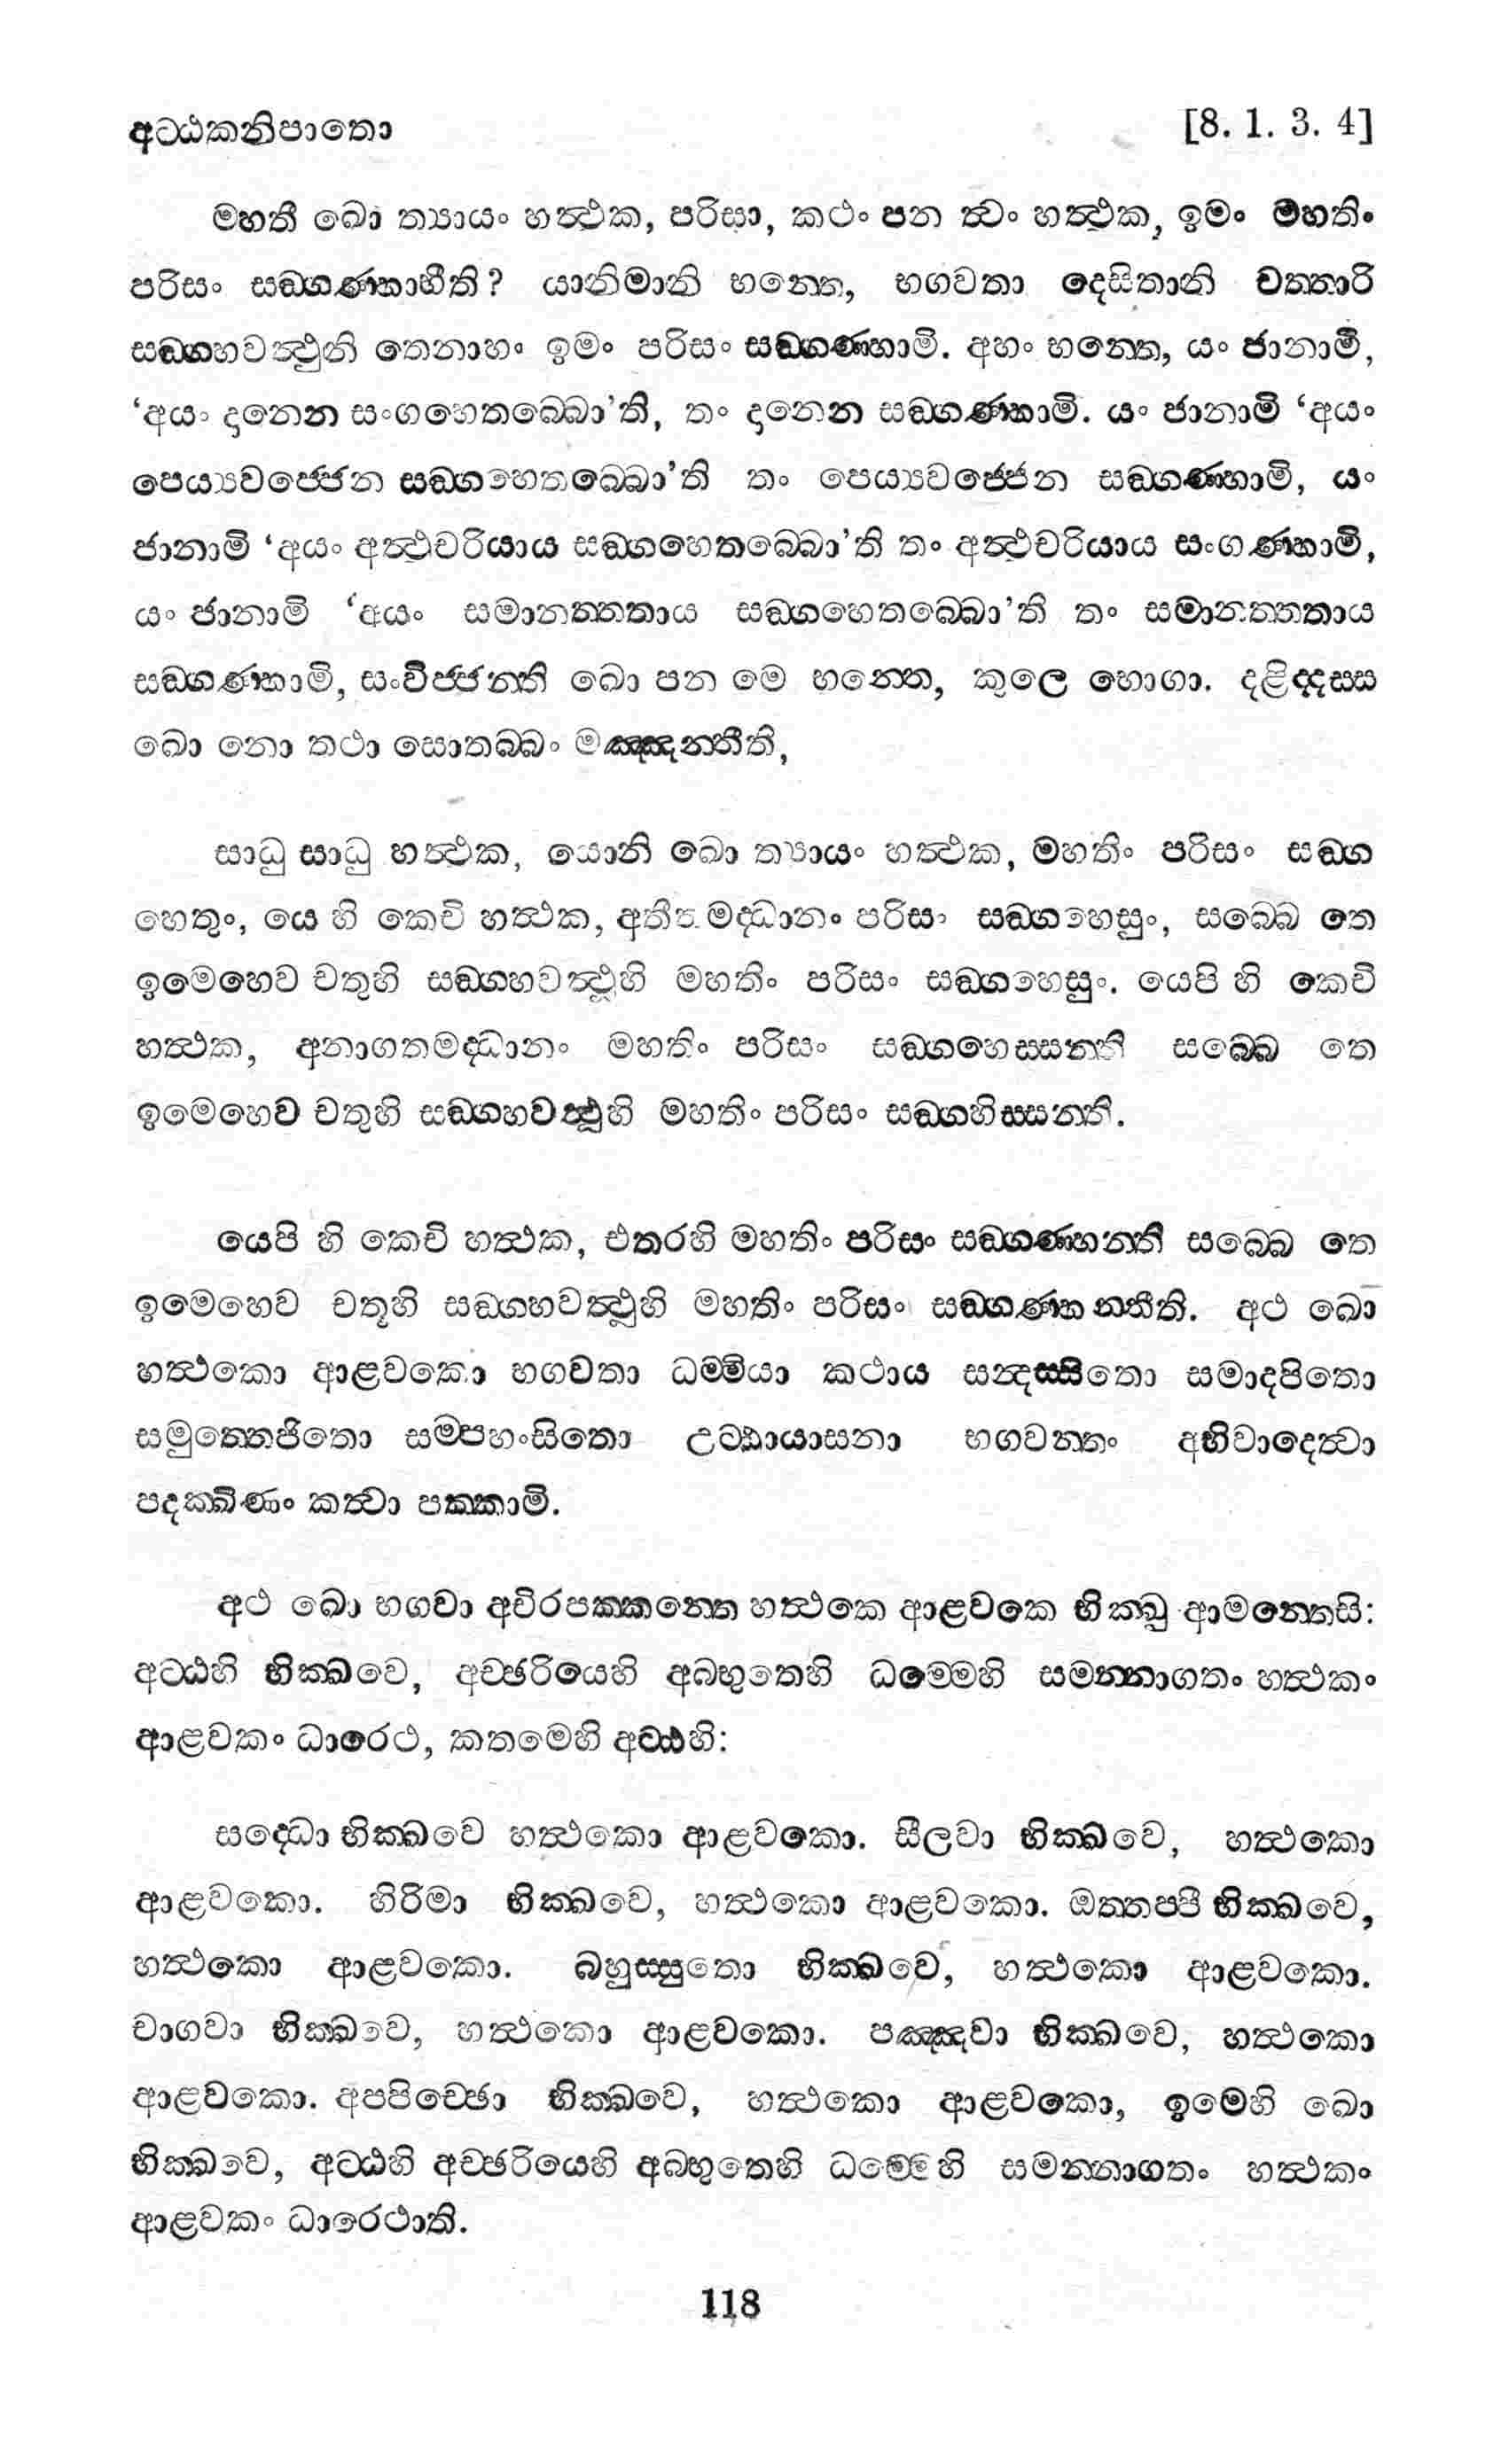 අට්ඨකනිපාතො [8. 1. 3. 4]
මහතී ඛො ත්‍යායං හත්‍ථක, පරිසා, කථං පන ත්‍වං හත්‍ථක, ඉමං මහතිං
පරිසං සඞ්ගණ්හාහීති? යානිමානි භන්තෙ, භගවතා දෙසිතානි චත්තාරි
සඞ්ගහවත්‍ථුනි තෙනාහං ඉමං පරිසං සඞ්ගණ්හාමි. අහං භන්තෙ, යං ජානාමි,
‘අයං දානෙන සංගහෙතබ්බො’ති, තං දානෙන සඞ්ගණ්හාමි. යං ජානාමි ‘අයං
පෙය්‍යවජ්ජෙන සඞ්ගහෙතබ්බො’ති තං පෙය්‍යවජ්ජෙන සඞ්ගණ්හාමි, යං
ජානාමි ‘අයං අත්‍ථචරියාය සඞ්ගහෙතබ්බො’ති තං අත්‍ථචරියාය සංගණ්හාමි,
යං ජානාමි ‘අයං සමානත්තතාය සඞ්ගහෙතබ්බො’ති තං සමානත්තතාය
සඞ්ගණ්හාමි, සංවිජ්ජන්ති ඛො පන මෙ භන්තෙ, කුලෙ භොගා. දළිද්දස්ස
ඛො නො තථා සොතබ්බං මඤ්ඤන්තීති,
සාධු සාධු හත්‍ථක, යොනි ඛො ත්‍යායං හත්‍ථක, මහතිං පරිසං සඞ්ග
හෙතුං, යෙ හි කෙචි හත්‍ථක, අතීතමද්ධානං පරිසං සඞ්ගහෙසුං, සබ්බෙ තෙ
ඉමෙහෙව චතුහි සඞ්ගහවත්‍ථූහි මහතිං පරිසං සඞ්ගහෙසුං. යෙපි හි කෙචි
හත්‍ථක, අනාගතමද්ධානං මහතිං පරිසං සඞ්ගහෙස්සන්ති සබ්බෙ තෙ
ඉමෙහෙව චතුහි සඞ්ගහවත්‍ථූහි මහතිං පරිසං සඞ්ගහිස්සන්ති.
යෙපි හි කෙචි හත්‍ථක, එතරහි මහතිං පරිසං සඞ්ගණ්හන්ති සබ්බෙ තෙ
ඉමෙහෙව චතූහි සඞ්ගහවත්‍ථූහි මහතිං පරිසං සඞ්ගණ්හන්තීති. අථ ඛො
හත්‍ථකො ආළවකො භගවතා ධම්මියා කථාය සන්දස්සිතො සමාදපිතො
සමුත්තෙජිතො සම්පහංසිතො උට්ඨායාසනා භගවන්තං අභිවාදෙත්‍වා
පදක්ඛිණං කත්‍වා පක්කාමි.
අථ ඛො භගවා අචිරපක්කන්තෙ හත්‍ථකෙ ආළවකෙ භික්ඛු ආමන්තෙසි:
අට්ඨහි භික්ඛවෙ, අච්ඡරියෙහි අබ්භුතෙහි ධම්මෙහි සමන්නාගතං හත්‍ථකං
ආළවකං ධාරෙථ, කතමෙහි අට්ඨහි:
සද්ධො භික්ඛවෙ හත්‍ථකො ආළවකො. සීලවා භික්ඛවෙ, හත්‍ථකො
ආළවකො. හිරිමා භික්ඛවෙ, හත්‍ථකො ආළවකො. ඔත්තප්පී භික්ඛවෙ,
හත්‍ථකො ආළවකො. බහුස්සුතො භික්ඛවෙ, හත්‍ථකො ආළවකො.
චාගවා භික්ඛවෙ, හත්‍ථකො ආළවකො. පඤ්ඤවා භික්ඛවෙ, හත්‍ථකො
ආළවකො. අප්පිච්ඡො භික්ඛවෙ, හත්‍ථකො ආළවකො, ඉමෙහි ඛො
භික්ඛවෙ, අට්ඨහි අච්ඡරියෙහි අබ්භුතෙහි ධම්මෙහි සමන්නාගතං හත්‍ථකං
ආළවකං ධාරෙථාති.
118